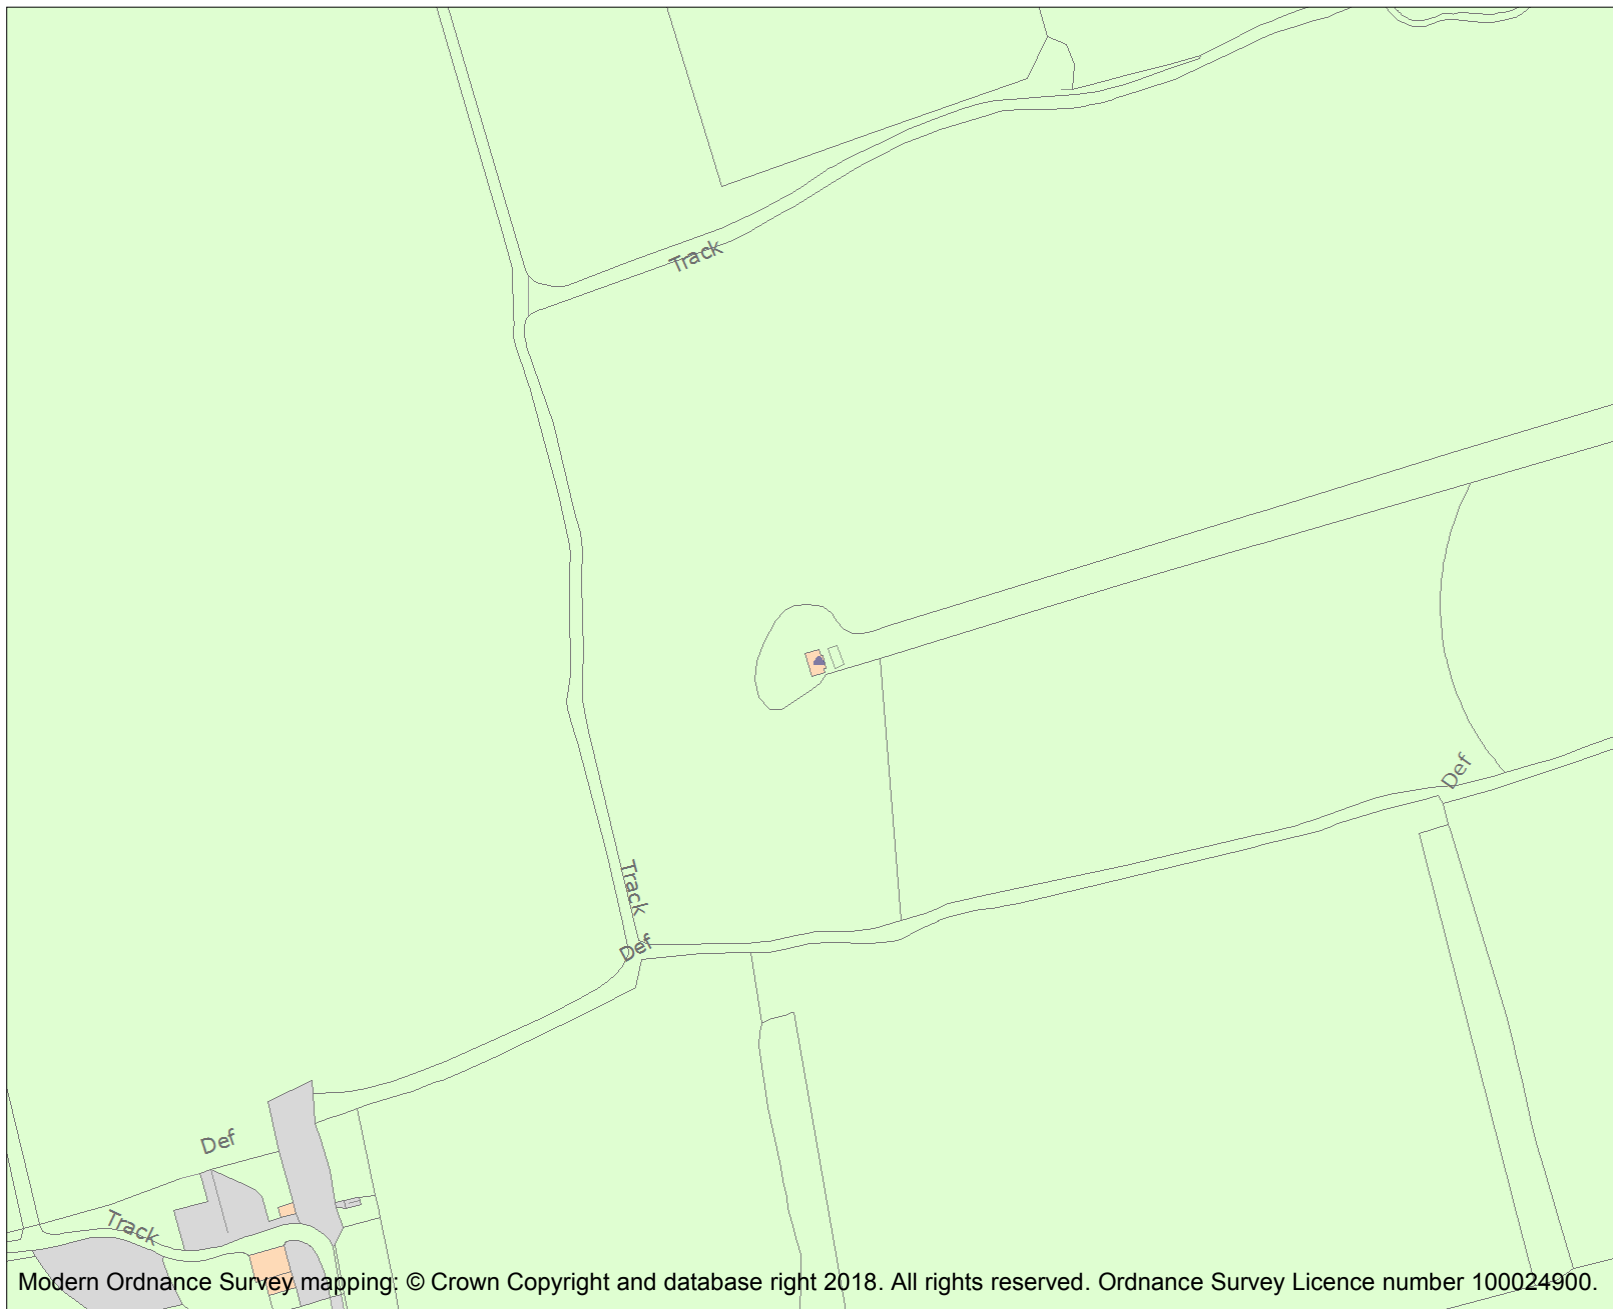 Track
Def
Track
Def
Def
Track
Modern Ordnance Survey mapping: © Crown Copyright and database right 2018. All rights reserved. Ordnance Survey Licence number 100024900.